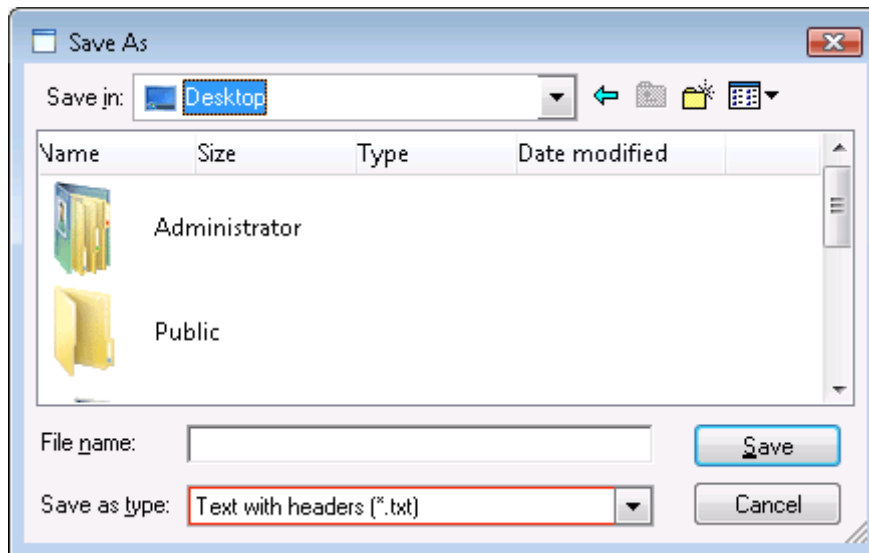 Save As
Save in: Desktop
Name Size Type Date modified
Administrator
Public
File name:
Save
Save as type: Text with headers (*.txt)
Cancel